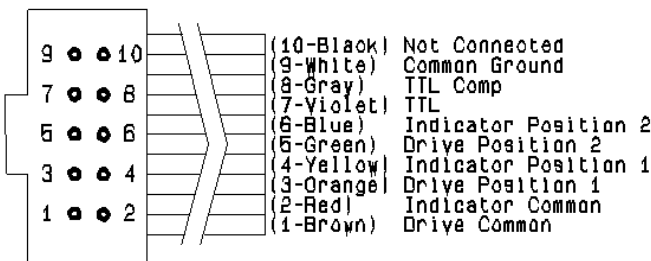 9 10
7 8
5 6
3 4
1 2
(10-Black) Not Connected
(9-White) Common Ground
(8-Gray) TTL Comp
(7-Violet) TTL
(6-Blue) Indicator Position 2
(5-Green) Drive Position 2
(4-Yellow) Indicator Position 1
(3-Orange) Drive Position 1
(2-Red) Indicator Common
(1-Brown) Drive Common